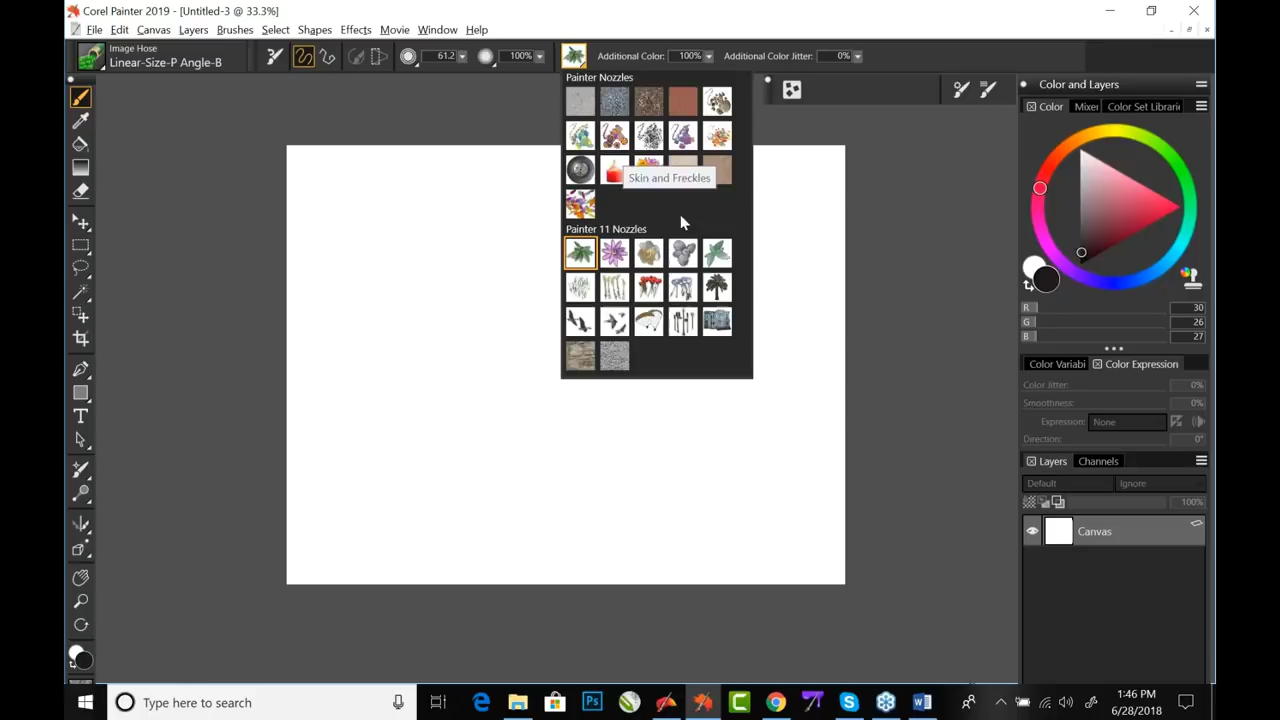 Corel Painter 2019 - [Untitled-3 @ 33.3%]
File Edit Canvas Layers Brushes Select Shapes Effects Movie Window Help
Image Hose
Linear-Size-P Angle-B
61.2 100% Additional Color: 100% Additional Color Jitter: 0%
Painter Nozzles
Skin and Freckles
Painter 11 Nozzles
Color and Layers
Color Mixer Color Set Librari
R 30
G 26
B 27
Color Variabi Color Expression
Color Jitter: 0%
Smoothness: 0%
Expression: None
Direction: 0°
Layers Channels
Default Ignore
100%
Canvas
T
Type here to search
Ps
1:46 PM
6/28/2018